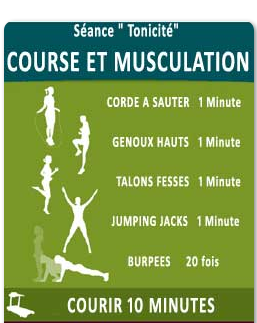 Séance " Tonicité"
COURSE ET MUSCULATION
CORDE A SAUTER 1 Minute
GENOUX HAUTS 1 Minute
TALONS FESSES 1 Minute
JUMPING JACKS 1 Minute
BURPEES 20 fois
COURIR 10 MINUTES